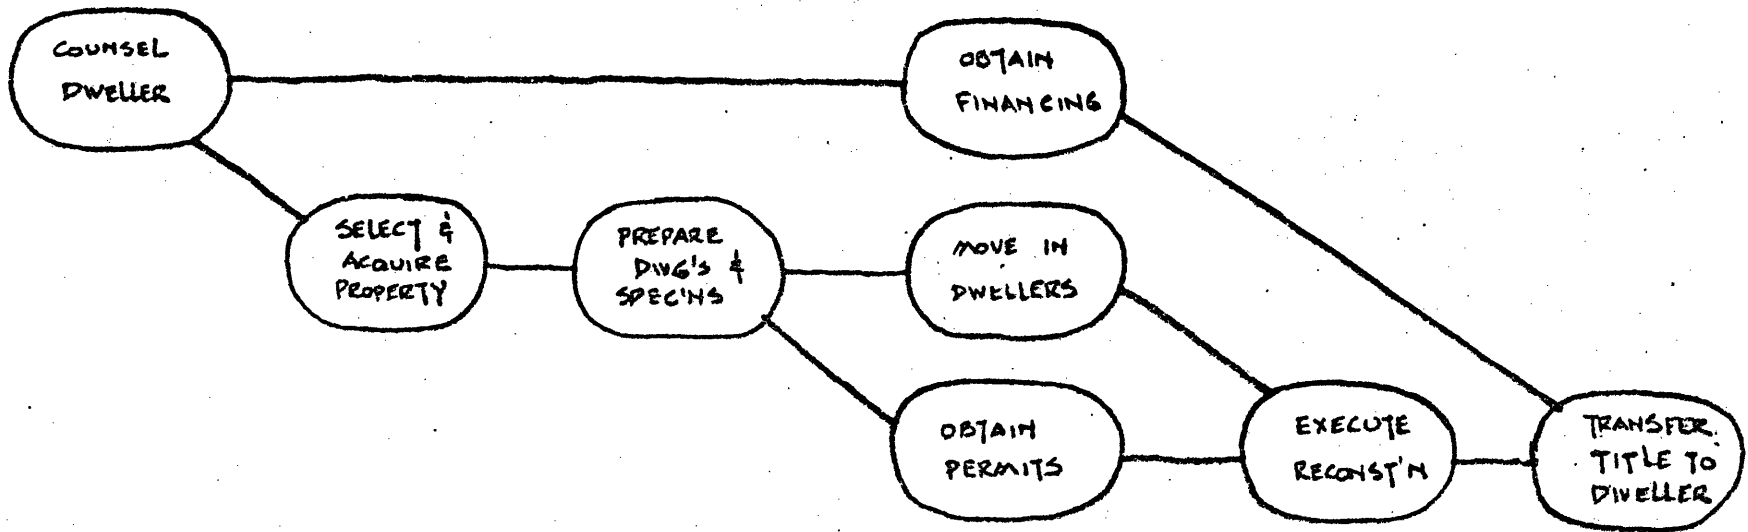 COUNSEL
DWELLER
OBTAIN
FINANCING
SELECT &
ACQUIRE
PROPERTY
PREPARE
DWG'S &
SPEC'NS
MOVE IN
DWELLERS
OBTAIN
PERMITS
EXECUTE
RECONST'N
TRANSFER
TITLE TO
DWELLER